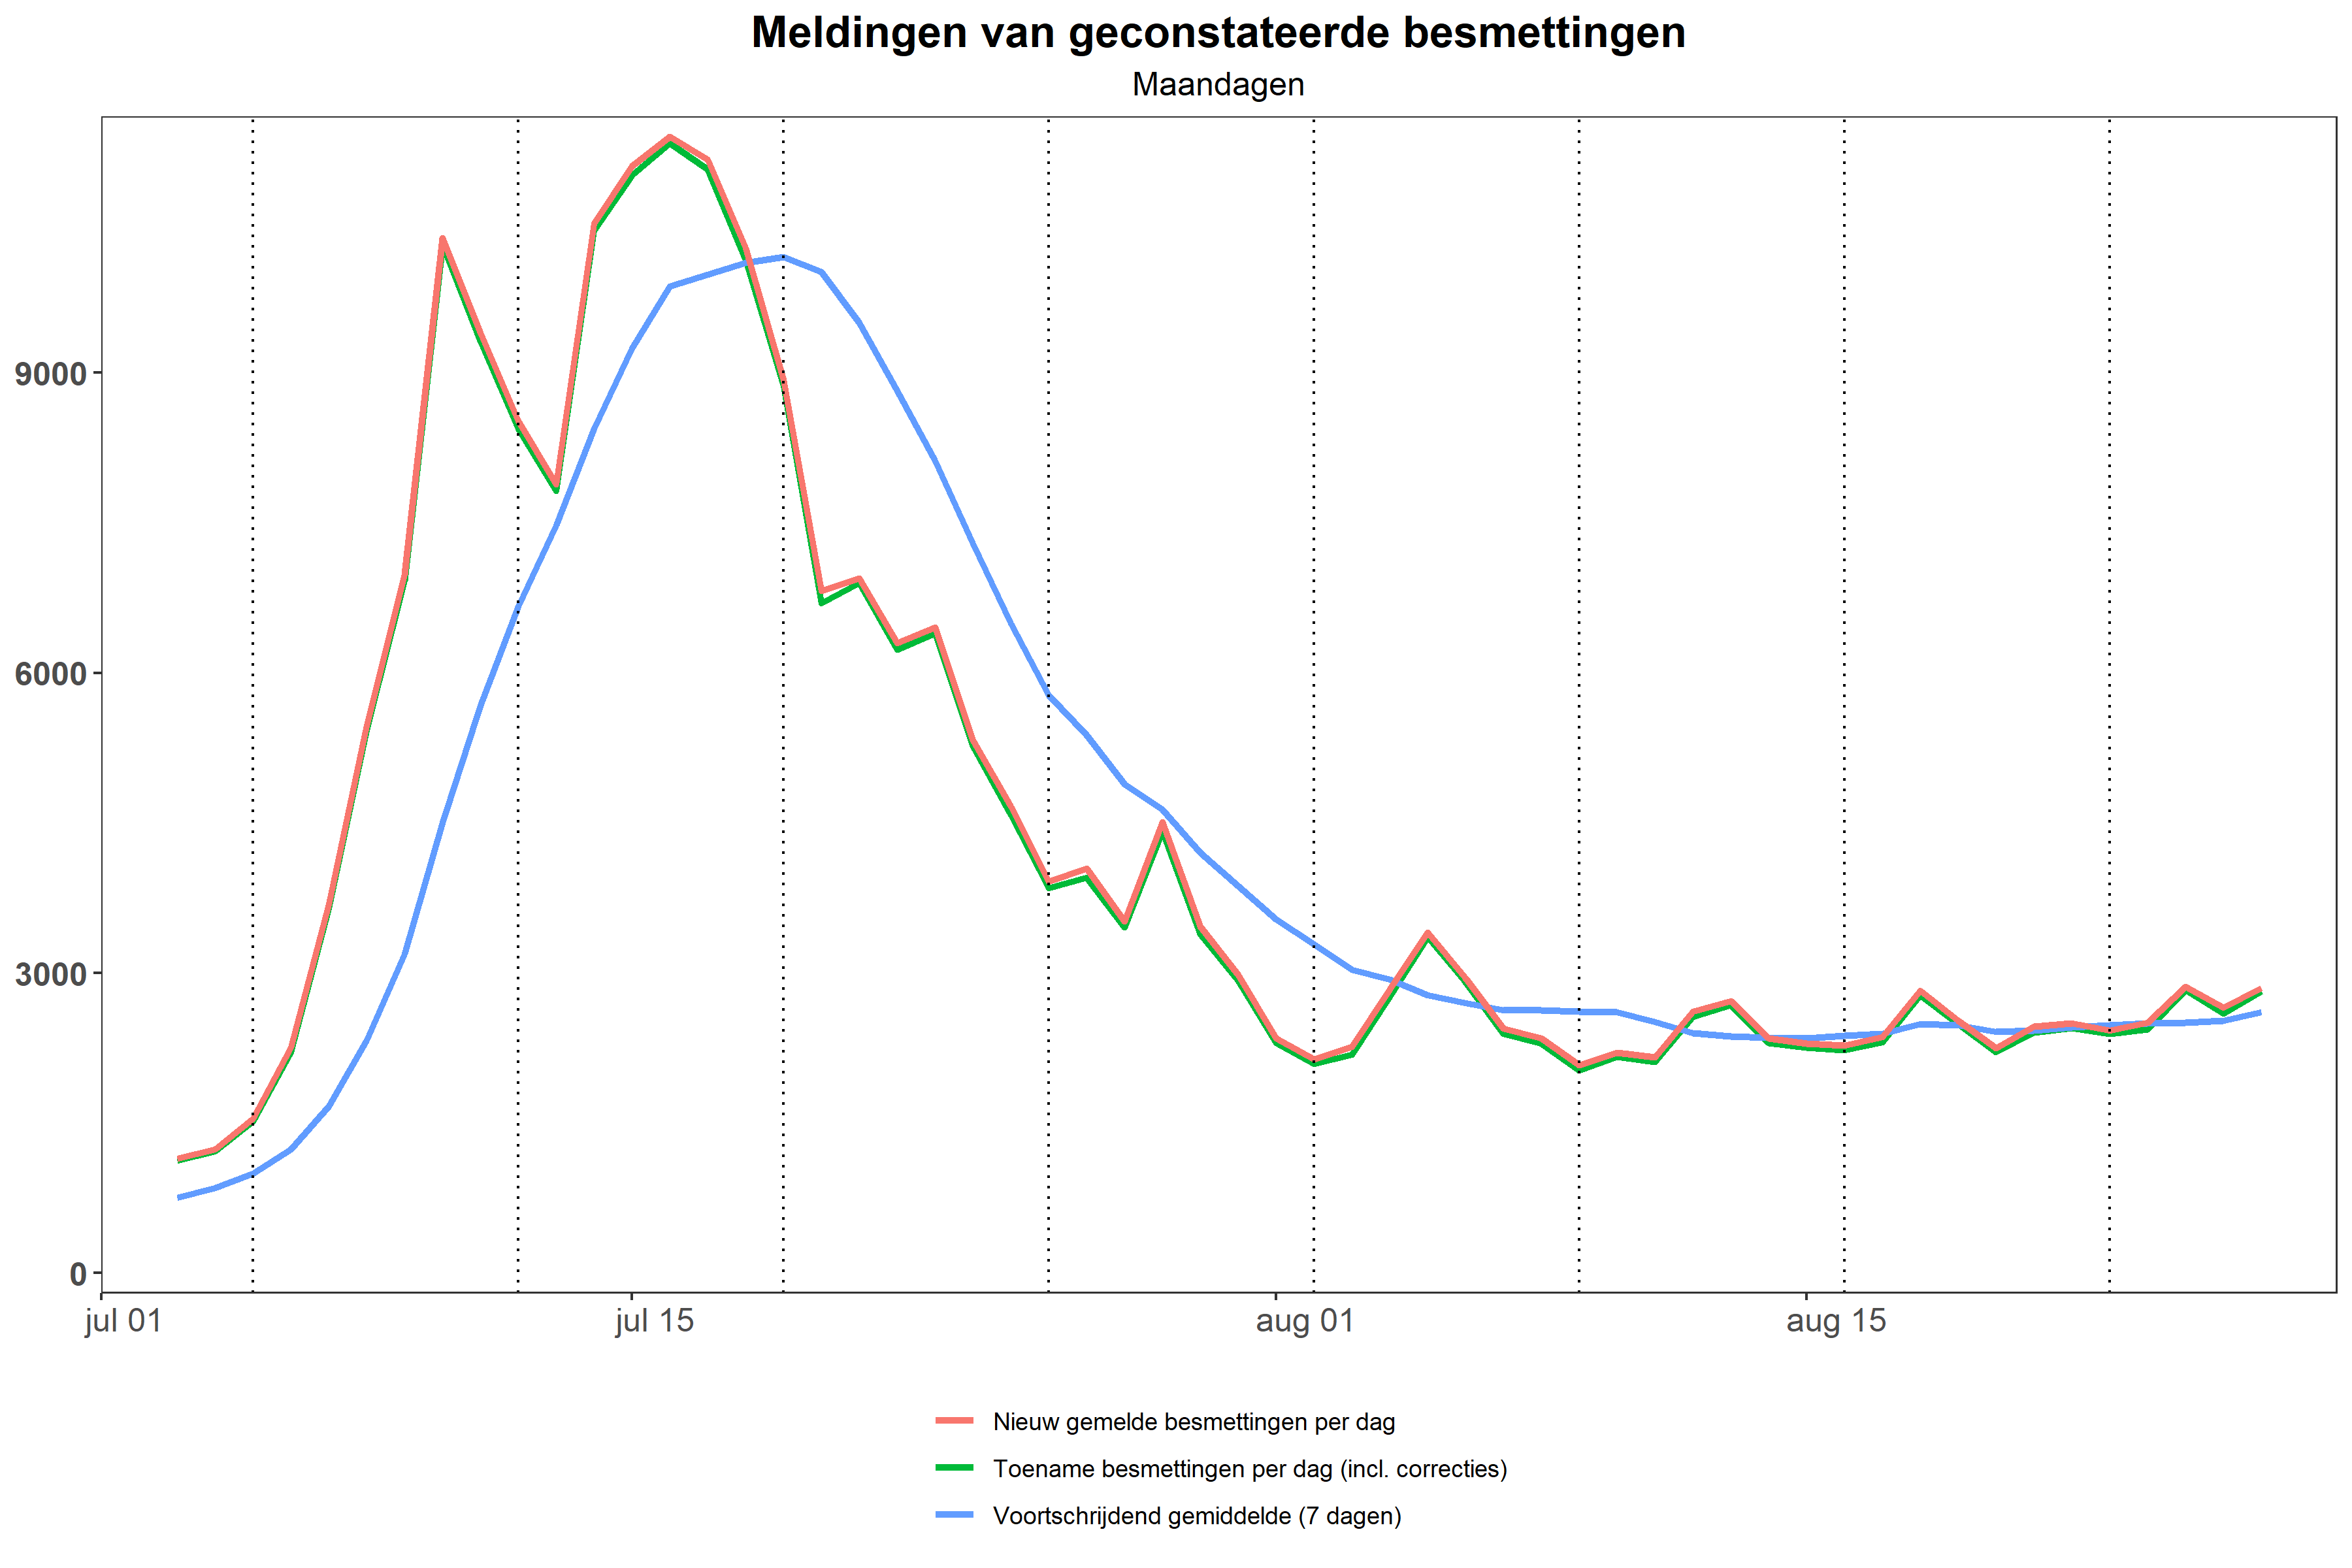 Meldingen van geconstateerde besmettingen
Maandagen
9000
6000
3000
0
jul 01 jul 15 aug 01 aug 15
Nieuw gemelde besmettingen per dag
Toename besmettingen per dag (incl. correcties)
Voortschrijdend gemiddelde (7 dagen)